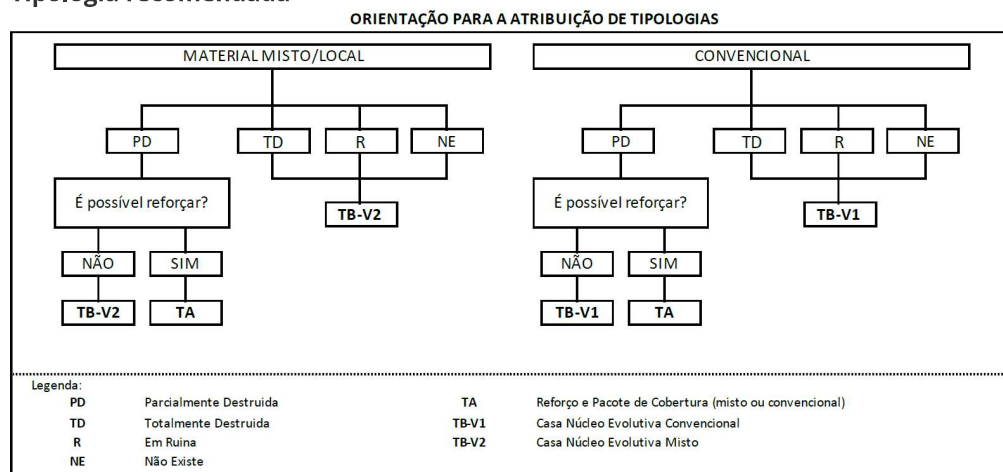 Tipologia recomendada
ORIENTAÇÃO PARA A ATRIBUIÇÃO DE TIPOLOGIAS
MATERIAL MISTO/LOCAL
CONVENCIONAL
PD TD R NE
PD TD R NE
É possível reforçar?
TB-V2
É possível reforçar?
TB-V1
NÃO SIM
NÃO SIM
TB-V2 TA
TB-V1 TA
Legenda:
PD Parcialmente Destruida TA Reforço e Pacote de Cobertura (misto ou convencional)
TD Totalmente Destruida TB-V1 Casa Núcleo Evolutiva Convencional
R Em Ruina TB-V2 Casa Núcleo Evolutiva Misto
NE Não Existe